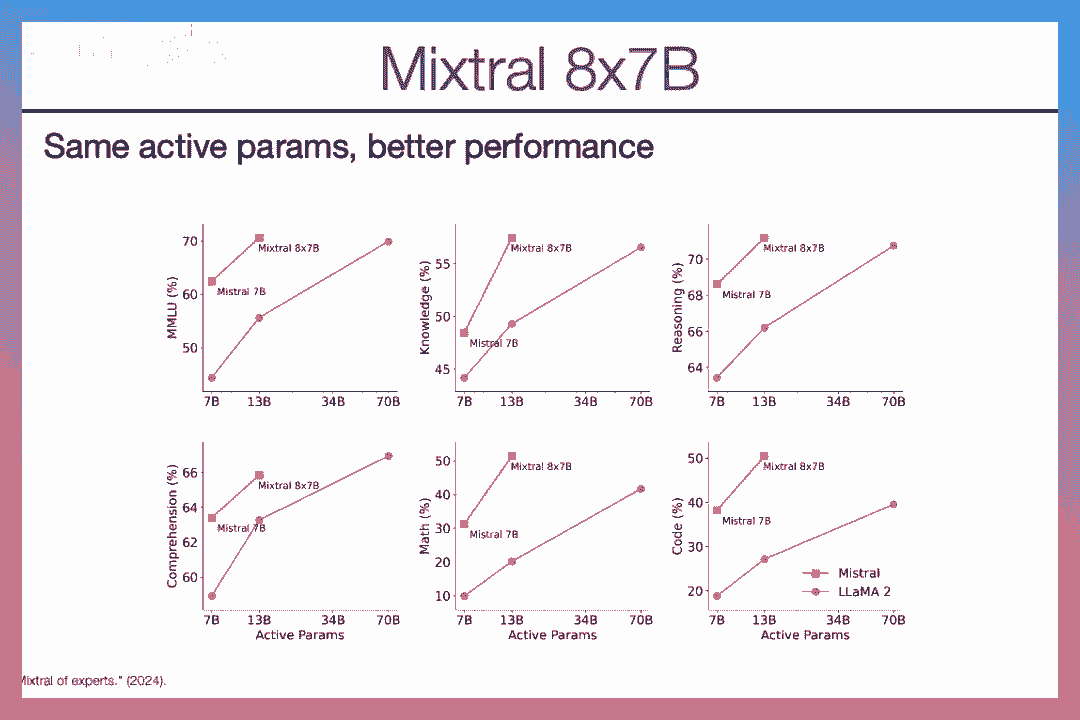 Mixtral 8x7B
Same active params, better performance
70
60
50
MMLU (%)
Mixtral 8x7B
Mistral 7B
7B 13B 34B 70B
55
50
45
Knowledge (%)
Mixtral 8x7B
Mistral 7B
7B 13B 34B 70B
70
68
66
64
Reasoning (%)
Mixtral 8x7B
Mistral 7B
7B 13B 34B 70B
66
64
62
60
Comprehension (%)
Mixtral 8x7B
Mistral 7B
7B 13B 34B 70B
Active Params
50
40
30
20
10
Math (%)
Mixtral 8x7B
Mistral 7B
7B 13B 34B 70B
Active Params
50
40
30
20
Code (%)
Mixtral 8x7B
Mistral 7B
Mistral
LLaMA 2
7B 13B 34B 70B
Active Params
Mixtral of experts." (2024).